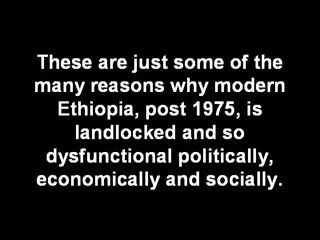 These are just some of the
many reasons why modern
Ethiopia, post 1975, is
landlocked and so
dysfunctional politically,
economically and socially.